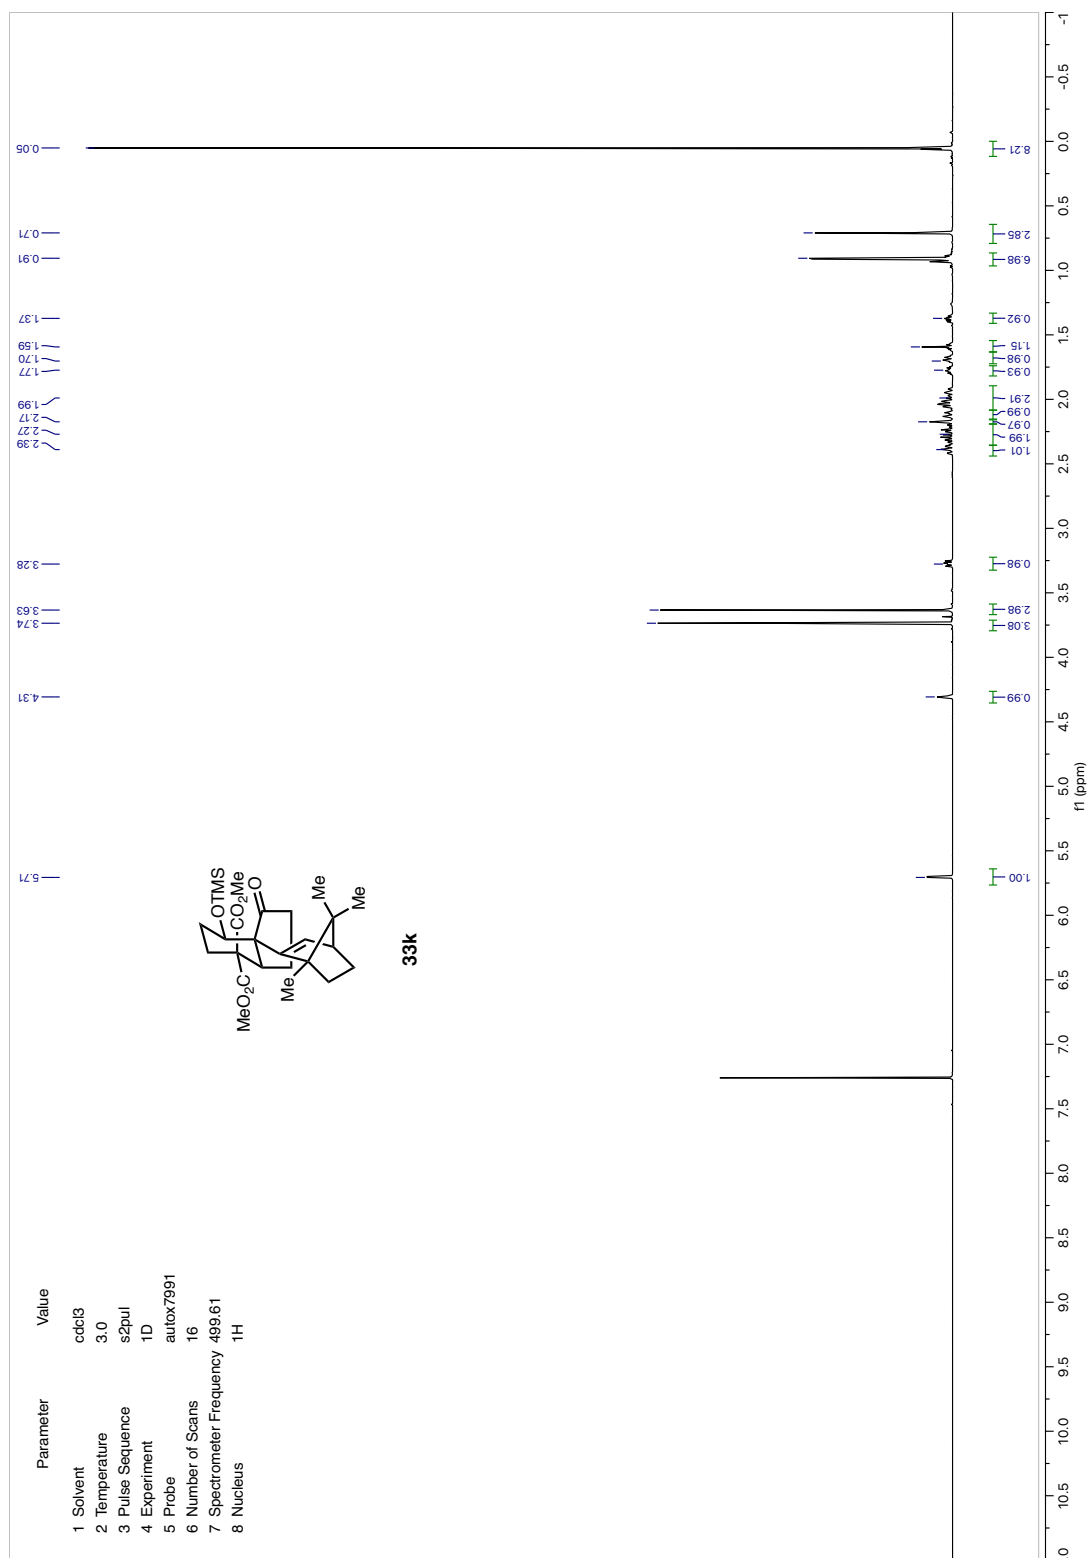 Parameter Value
1 Solvent cdcl3
2 Temperature 3.0
3 Pulse Sequence s2pul
4 Experiment 1D
5 Probe autox7991
6 Number of Scans 16
7 Spectrometer Frequency 499.61
8 Nucleus 1H
OTMS
CO2Me
MeO2C
O
Me
Me
Me
33k
5.71
4.31
3.74
3.63
3.28
2.39
2.27
2.17
1.99
1.77
1.70
1.59
1.37
0.91
0.71
0.05
1.00
0.99
3.08
2.98
0.98
1.01
1.99
0.97
0.99
2.91
0.93
0.98
1.15
0.92
6.98
2.85
8.21
0 10.5 10.0 9.5 9.0 8.5 8.0 7.5 7.0 6.5 6.0 5.5 5.0 4.5 4.0 3.5 3.0 2.5 2.0 1.5 1.0 0.5 0.0 -0.5 -1
f1 (ppm)